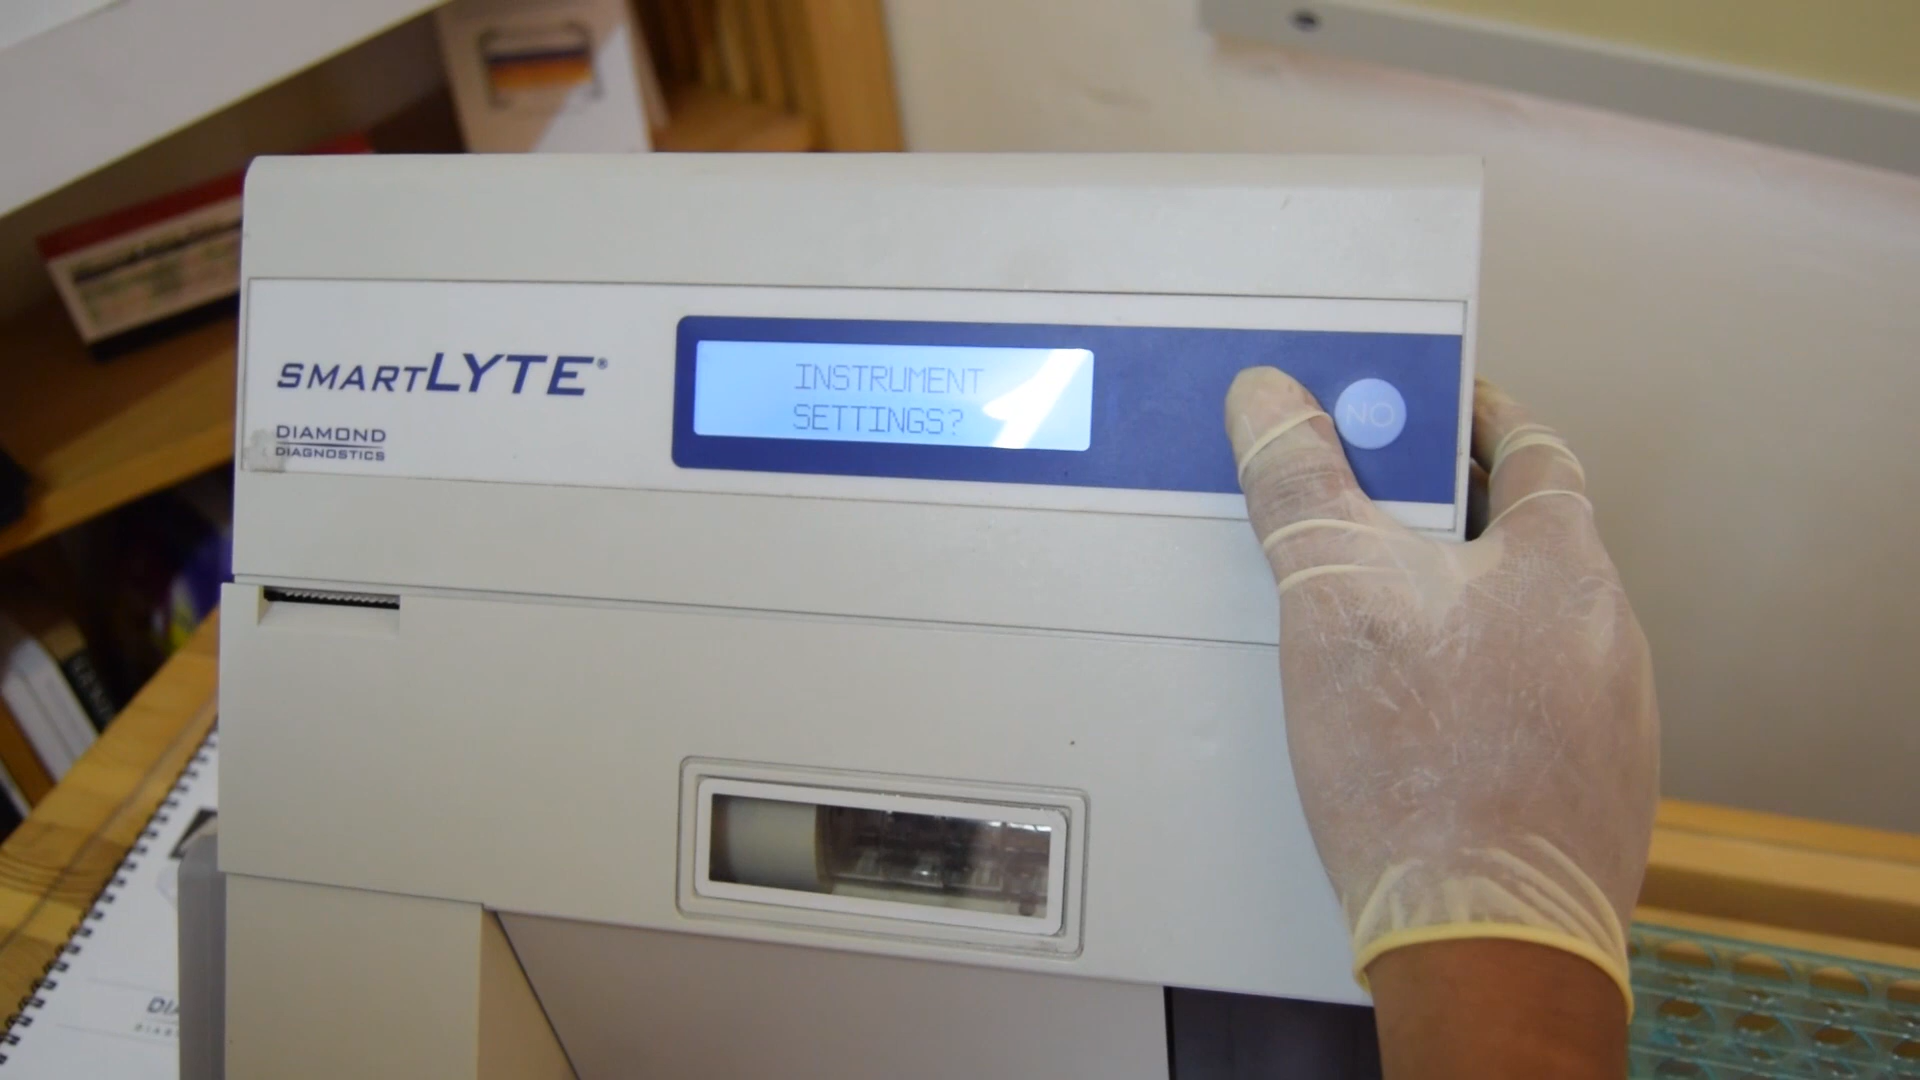 SMARTLYTE®
DIAMOND
DIAGNOSTICS
INSTRUMENT
SETTINGS?
NO